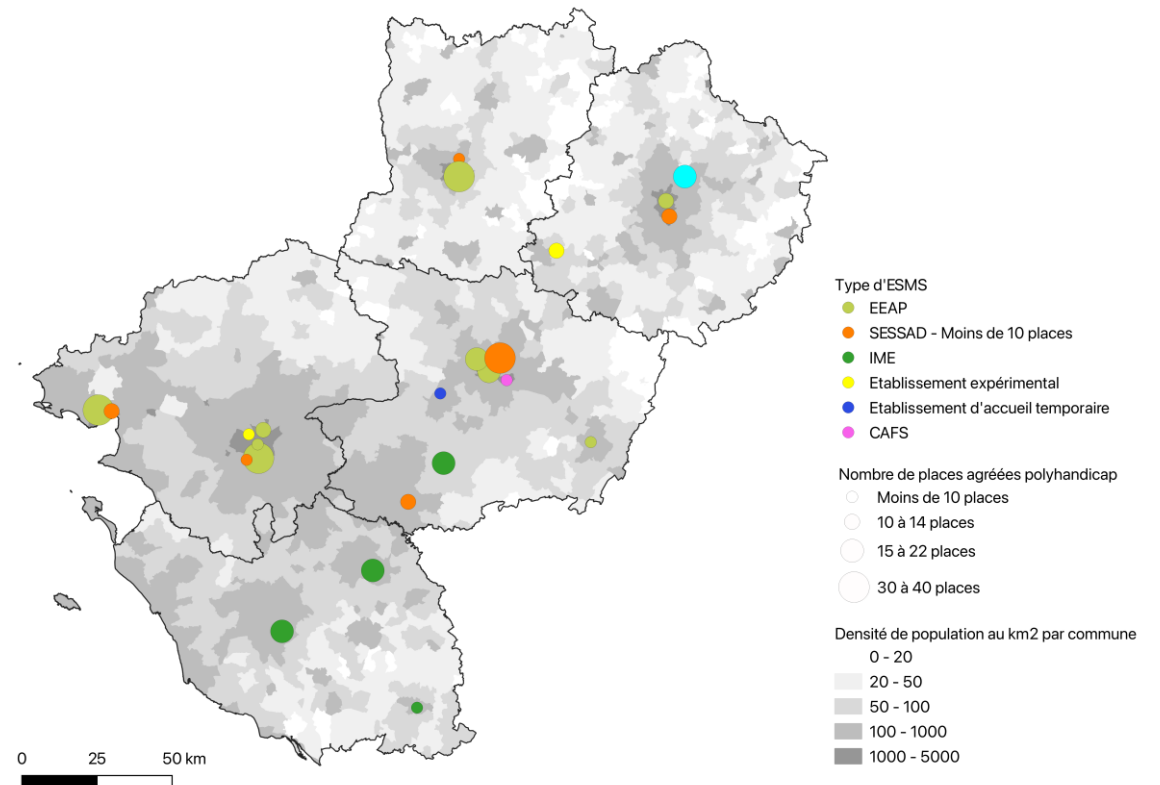 Type d'ESMS
EEAP
SESSAD - Moins de 10 places
IME
Etablissement expérimental
Etablissement d'accueil temporaire
CAFS
Nombre de places agréées polyhandicap
Moins de 10 places
10 à 14 places
15 à 22 places
30 à 40 places
Densité de population au km2 par commune
0 - 20
20 - 50
50 - 100
100 - 1000
1000 - 5000
0 25 50 km